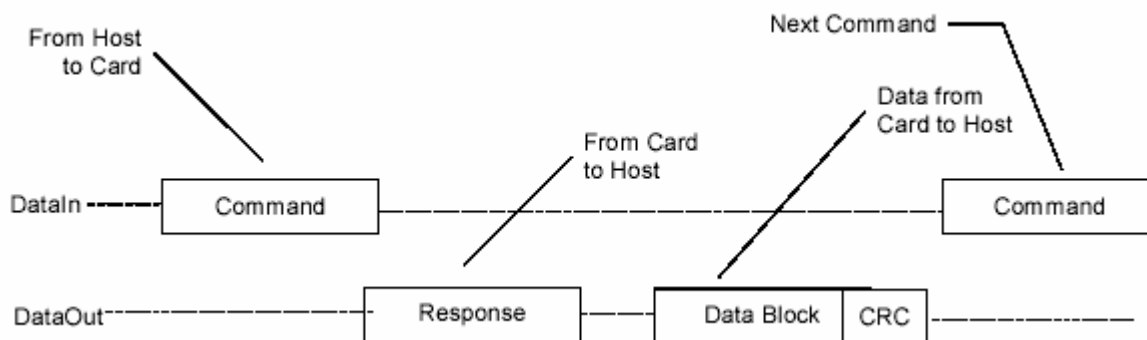 From Host
to Card
Next Command
Data from
Card to Host
From Card
to Host
DataIn
Command
Command
DataOut
Response
Data Block
CRC